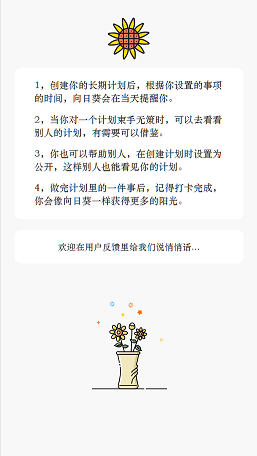 1，创建你的长期计划后，根据你设置的事项
的时间，向日葵会在当天提醒你。
2，当你对一个计划束手无策时，可以去看看
别人的计划，有需要可以借鉴。
3，你也可以帮助别人，在创建计划时设置为
公开，这样别人也能看见你的计划。
4，做完计划里的一件事后，记得打卡完成，
你会像向日葵一样获得更多的阳光。
欢迎在用户反馈里给我们说悄悄话...